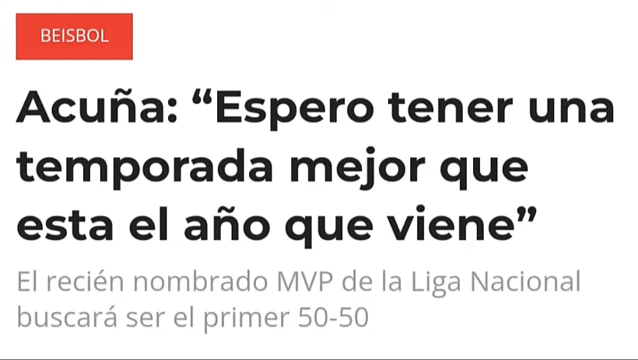 BEISBOL
Acuña: “Espero tener una
temporada mejor que
esta el año que viene”
El recién nombrado MVP de la Liga Nacional
buscará ser el primer 50-50